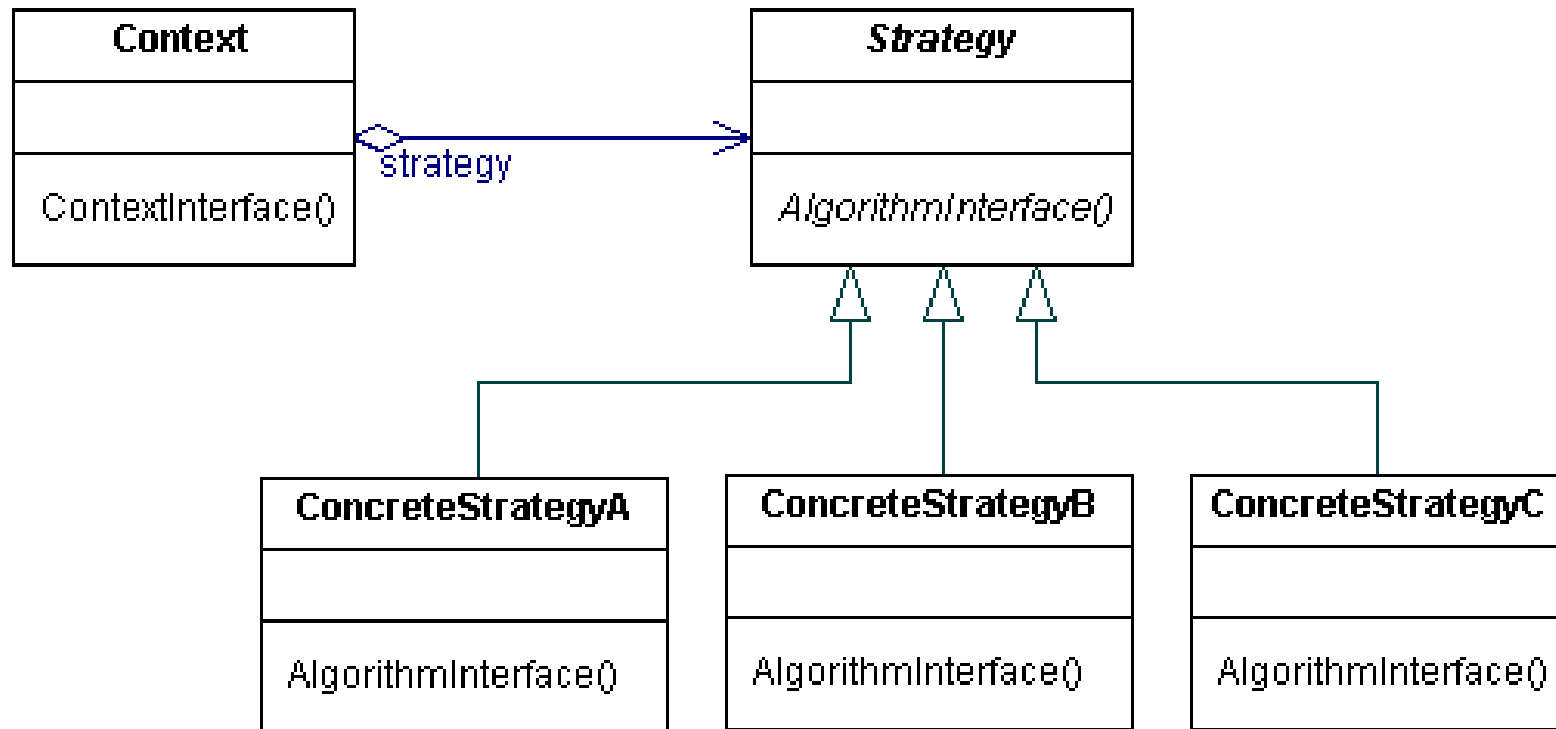 Context
Strategy
strategy
ContextInterface()
AlgorithmInterface()
ConcreteStrategyA
ConcreteStrategyB
ConcreteStrategyC
AlgorithmInterface()
AlgorithmInterface()
AlgorithmInterface()